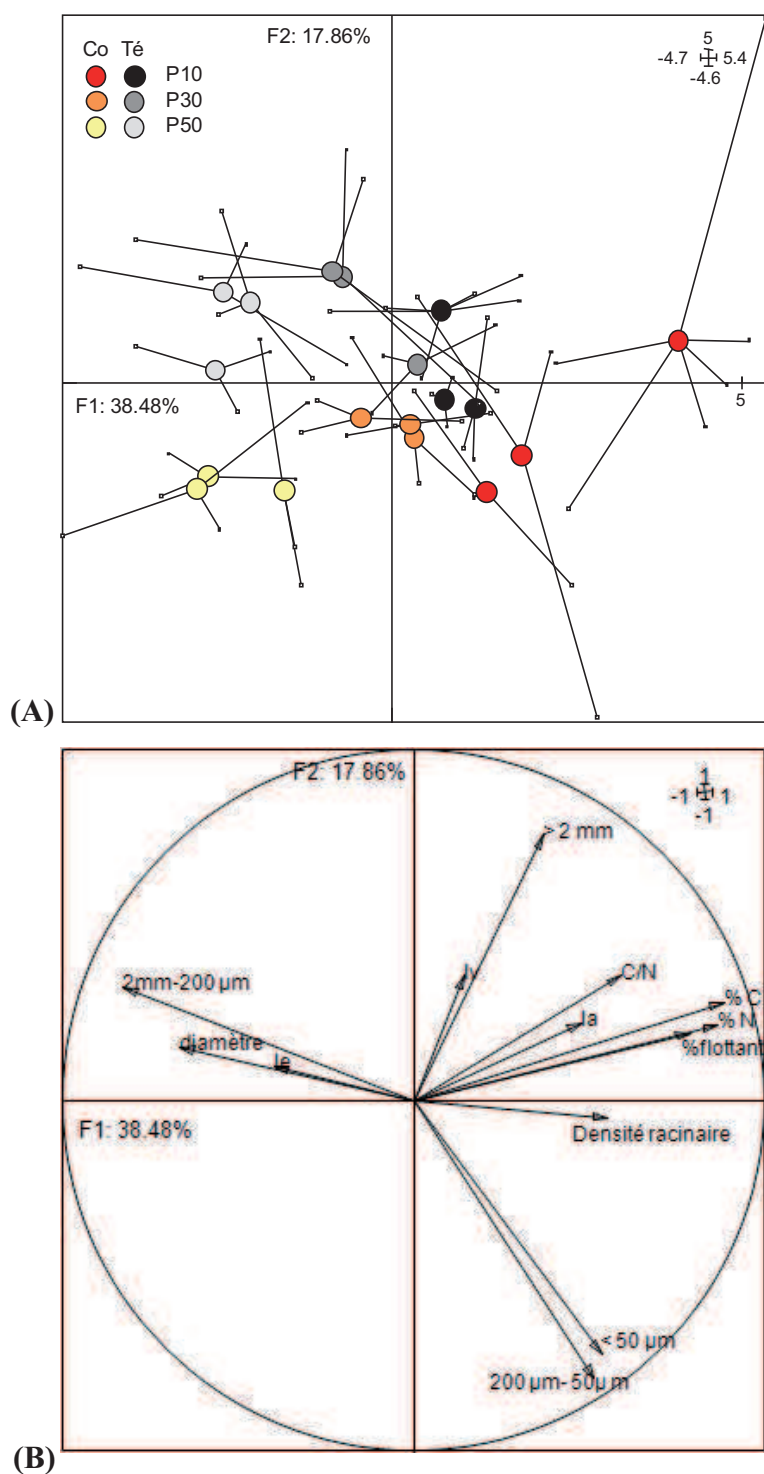 F2: 17.86%
Co Té
P10
P30
P50
5
-4.7 5.4
-4.6
F1: 38.48%
5
(A)
F2: 17.86%
1
-1 1
-1
> 2 mm
Iv
C/N
2mm-200 µm
% C
Ia
% N
diamètre
%flottant
Ie
F1: 38.48%
Densité racinaire
< 50 µm
200 µm- 50µm
(B)